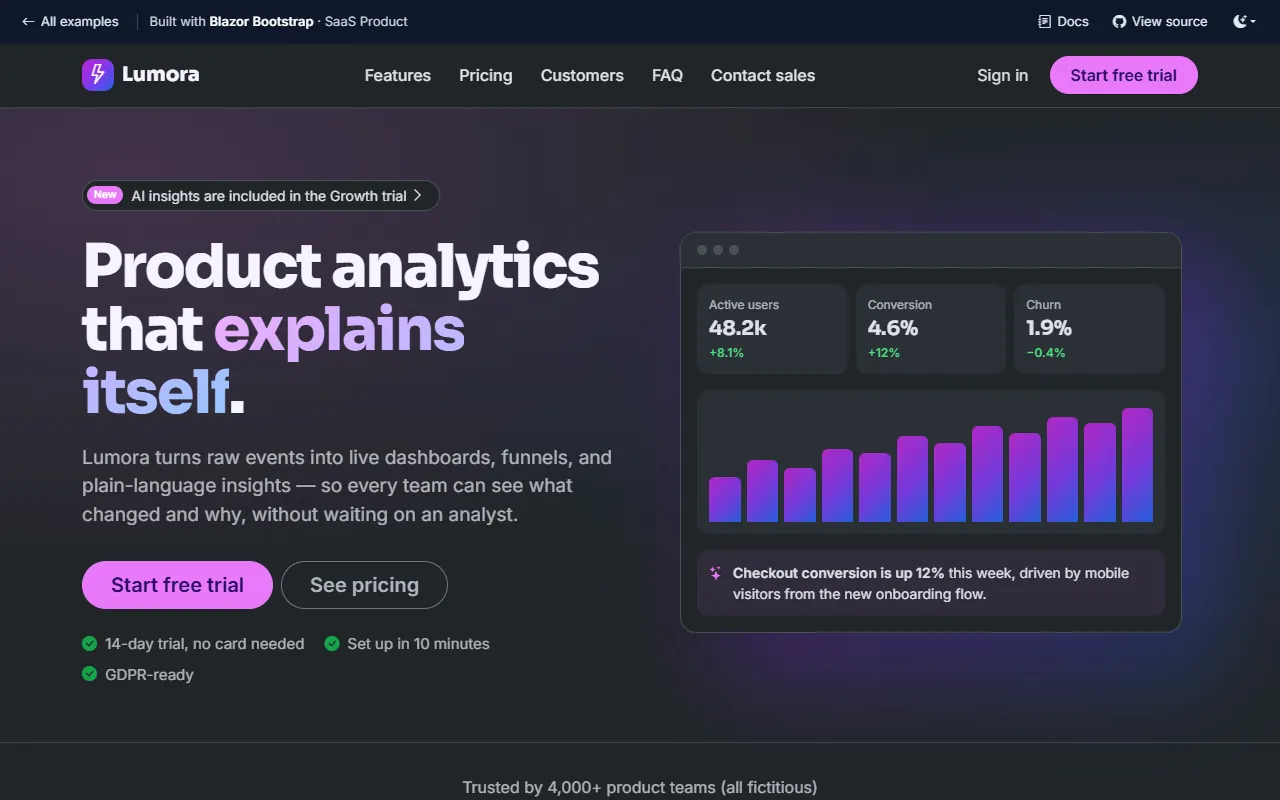 All examples Built with Blazor Bootstrap · SaaS Product Docs View source
Lumora Features Pricing Customers FAQ Contact sales Sign in Start free trial
New AI insights are included in the Growth trial
Product analytics
that explains
itself.
Lumora turns raw events into live dashboards, funnels, and
plain-language insights — so every team can see what
changed and why, without waiting on an analyst.
Start free trial See pricing
14-day trial, no card needed Set up in 10 minutes
GDPR-ready
Active users Conversion Churn
48.2k 4.6% 1.9%
+8.1% +12% −0.4%
Checkout conversion is up 12% this week, driven by mobile
visitors from the new onboarding flow.
Trusted by 4,000+ product teams (all fictitious)